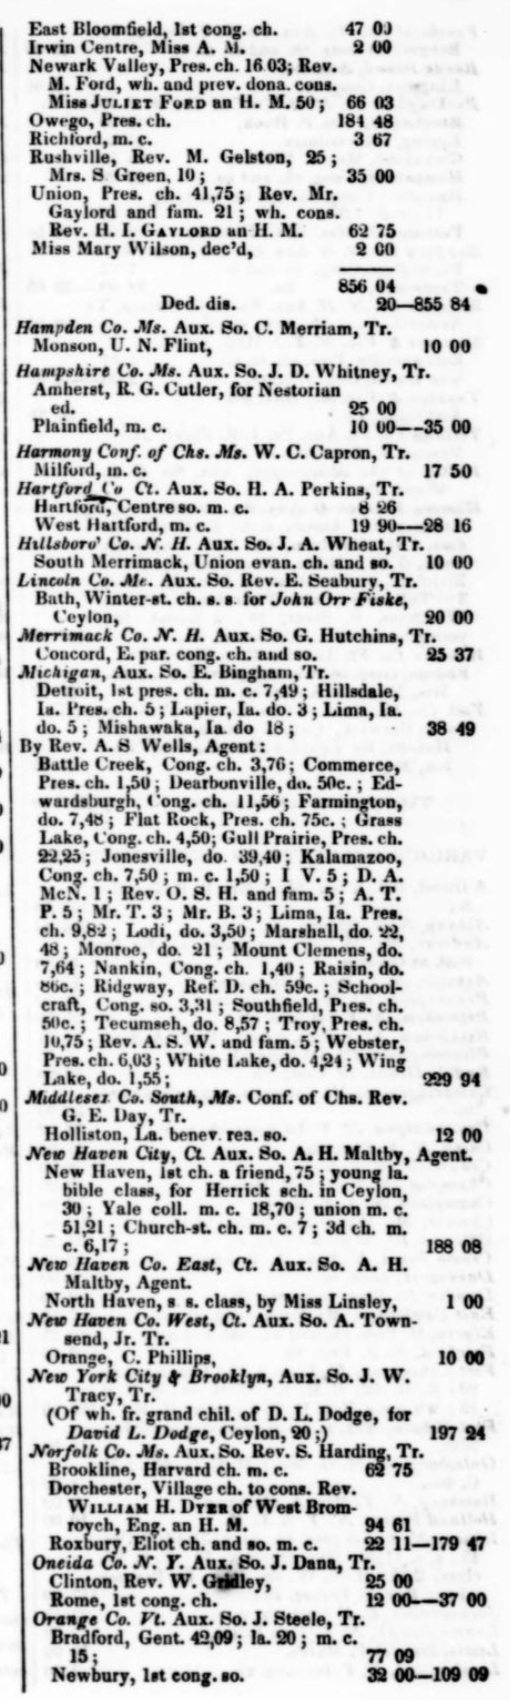 East Bloomfield, 1st cong. ch. 47 00
Irwin Centre, Miss A. M. 2 00
Newark Valley, Pres. ch. 16 03; Rev.
M. Ford, wh. and prev. dona. cons.
Miss JULIET FORD an H. M. 50; 66 03
Owego, Pres. ch. 184 48
Richford, m. c. 3 67
Rushville, Rev. M. Gelston, 25;
Mrs. S. Green, 10; 35 00
Union, Pres. ch. 41,75; Rev. Mr.
Gaylord and fam. 21; wh. cons.
Rev. H. I. GAYLORD an H. M. 62 75
Miss Mary Wilson, dec'd, 2 00
856 04
Ded. dis. 20—855 84
Hampden Co. Ms. Aux. So. C. Merriam, Tr.
Monson, U. N. Flint, 10 00
Hampshire Co. Ms. Aux. So. J. D. Whitney, Tr.
Amherst, R. G. Cutler, for Nestorian
ed. 25 00
Plainfield, m. c. 10 00—35 00
Harmony Conf. of Chs. Ms. W. C. Capron, Tr.
Milford, m. c. 17 50
Hartford Co Ct. Aux. So. H. A. Perkins, Tr.
Hartford, Centre so. m. c. 8 26
West Hartford, m. c. 19 90—28 16
Hillsboro' Co. N. H. Aux. So. J. A. Wheat, Tr.
South Merrimack, Union evan. ch. and so. 10 00
Lincoln Co. Me. Aux. So. Rev. E. Seabury, Tr.
Bath, Winter-st. ch. s. s. for John Orr Fiske,
Ceylon, 20 00
Merrimack Co. N. H. Aux. So. G. Hutchins, Tr.
Concord, E. par. cong. ch. and so. 25 37
Michigan, Aux. So. E. Bingham, Tr.
Detroit, 1st pres. ch. m. c. 7,49; Hillsdale,
Ia. Pres. ch. 5; Lapier, Ia. do. 3; Lima, Ia.
do. 5; Mishawaka, Ia. do 18; 38 49
By Rev. A. S. Wells, Agent:
Battle Creek, Cong. ch. 3,76; Commerce,
Pres. ch. 1,50; Dearbonville, do. 50c.; Ed-
wardsburgh, Cong. ch. 11,56; Farmington,
do. 7,48; Flat Rock, Pres. ch. 75c.; Grass
Lake, Cong. ch. 4,50; Gull Prairie, Pres. ch.
22,25; Jonesville, do. 39,40; Kalamazoo,
Cong. ch. 7,50; m. c. 1,50; I V. 5; D. A.
McN. 1; Rev. O. S. H. and fam. 5; A. T.
P. 5; Mr. T. 3; Mr. B. 3; Lima, Ia. Pres.
ch. 9,82; Lodi, do. 3,50; Marshall, do. 22,
48; Monroe, do. 21; Mount Clemens, do.
7,64; Nankin, Cong. ch. 1,40; Raisin, do.
86c.; Ridgway, Ref. D. ch. 59c.; School-
craft, Cong. so. 3,31; Southfield, Pres. ch.
50c.; Tecumseh, do. 8,57; Troy, Pres. ch.
10,75; Rev. A. S. W. and fam. 5; Webster,
Pres. ch. 6,03; White Lake, do. 4,24; Wing
Lake, do. 1,55; 229 94
Middlesex Co. South, Ms. Conf. of Chs. Rev.
G. E. Day, Tr.
Holliston, La. benev. rea. so. 12 00
New Haven City, Ct. Aux. So. A. H. Maltby, Agent.
New Haven, 1st ch. a friend, 75; young la.
bible class, for Herrick sch. in Ceylon,
30; Yale coll. m. c. 18,70; union m. c.
51,21; Church-st. ch. m. c. 7; 3d ch. m.
c. 6,17; 188 08
New Haven Co. East, Ct. Aux. So. A. H.
Maltby, Agent.
North Haven, s s. class, by Miss Linsley, 1 00
New Haven Co. West, Ct. Aux. So. A. Town-
send, Jr. Tr.
Orange, C. Phillips, 10 00
New York City & Brooklyn, Aux. So. J. W.
Tracy, Tr.
(Of wh. fr. grand chil. of D. L. Dodge, for
David L. Dodge, Ceylon, 20;) 197 24
Norfolk Co. Ms. Aux. So. Rev. S. Harding, Tr.
Brookline, Harvard ch. m. c. 62 75
Dorchester, Village ch. to cons. Rev.
WILLIAM H. DYER of West Brom-
roych, Eng. an H. M. 94 61
Roxbury, Eliot ch. and so. m. c. 22 11—179 47
Oneida Co. N. Y. Aux. So. J. Dana, Tr.
Clinton, Rev. W. Gridley, 25 00
Rome, 1st cong. ch. 12 00—37 00
Orange Co. Vt. Aux. So. J. Steele, Tr.
Bradford, Gent. 42,09; la. 20; m. c.
15; 77 09
Newbury, 1st cong. so. 32 00—109 09